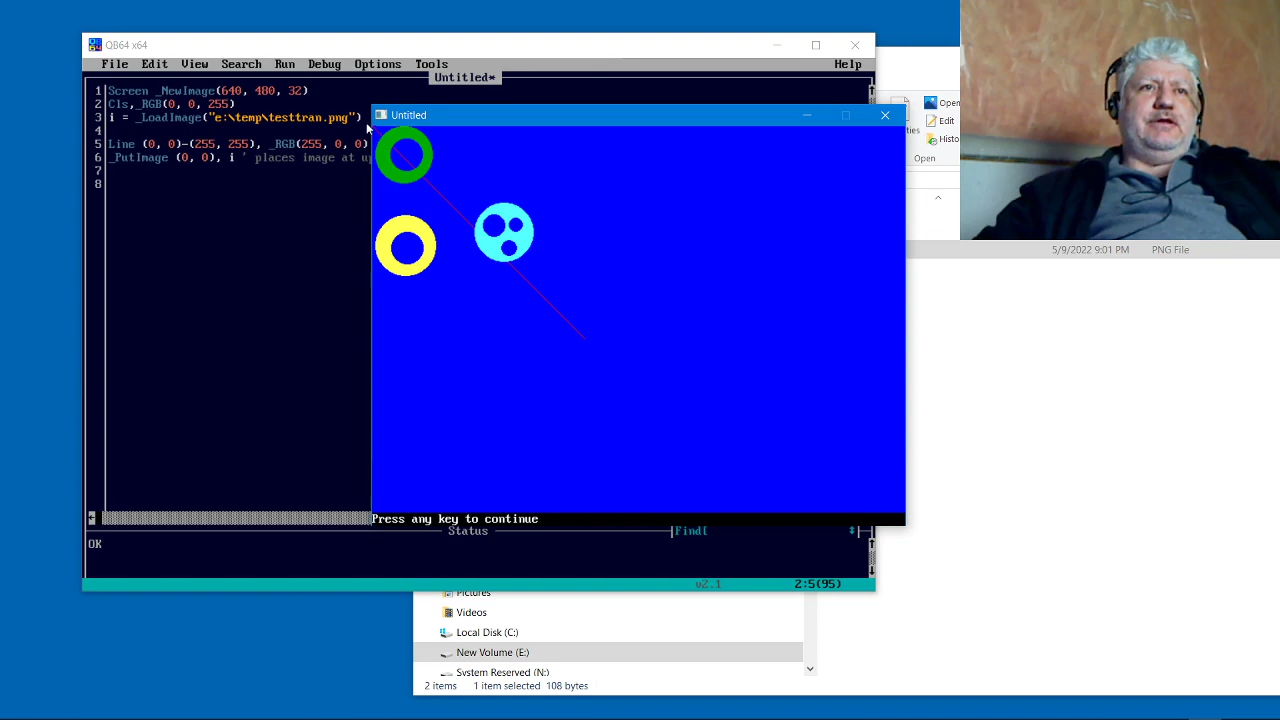 QB64 x64
File Edit View Search Run Debug Options Tools Help
Untitled*
1 Screen _NewImage(640, 480, 32)
2 Cls,_RGB(0, 0, 255)
3 i = _LoadImage("e:\temp\testtran.png")
4
5 Line (0, 0)-(255, 255), _RGB(255, 0, 0)
6 _PutImage (0, 0), i ' places image at
7
8
Untitled
Press any key to continue
Status
Find[
OK
v2.1 2:5(95)
Open
Edit
Open
5/9/2022 9:01 PM PNG File
Pictures
Videos
Local Disk (C:)
New Volume (E:)
System Reserved (N:)
2 items 1 item selected 108 bytes